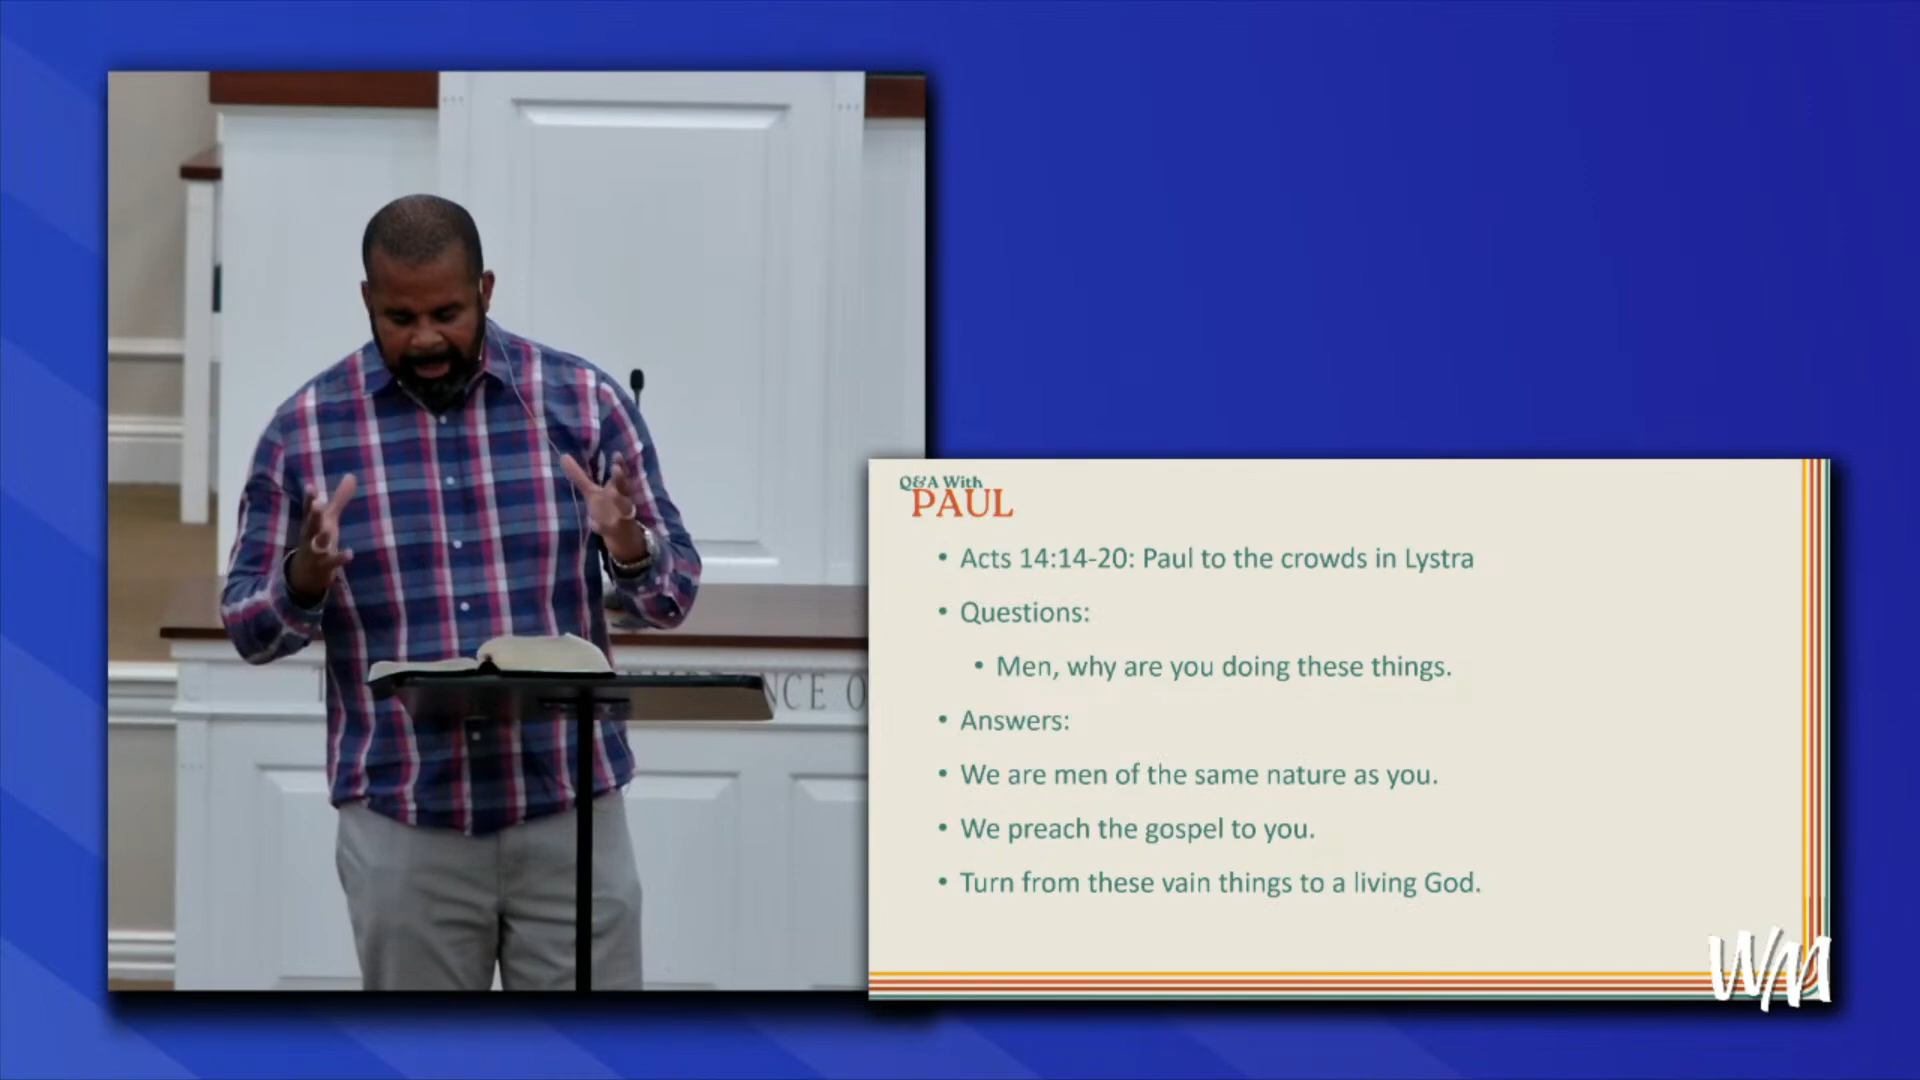 Q&A With
PAUL
• Acts 14:14-20: Paul to the crowds in Lystra
• Questions:
• Men, why are you doing these things.
• Answers:
• We are men of the same nature as you.
• We preach the gospel to you.
• Turn from these vain things to a living God.
WM
NCE O